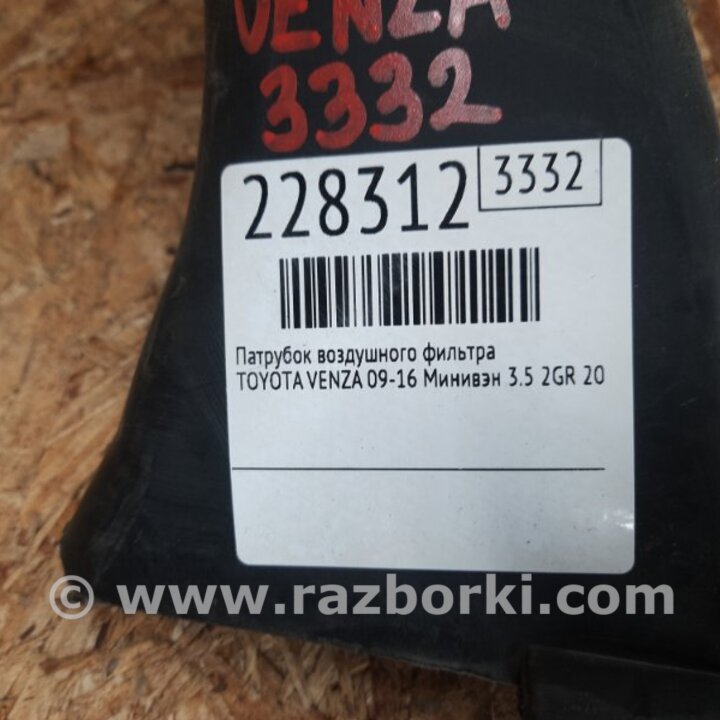 VENZA
3332
228312 3332
Патрубок воздушного фильтра
TOYOTA VENZA 09-16 Минивэн 3.5 2GR 20
© www.razborki.com